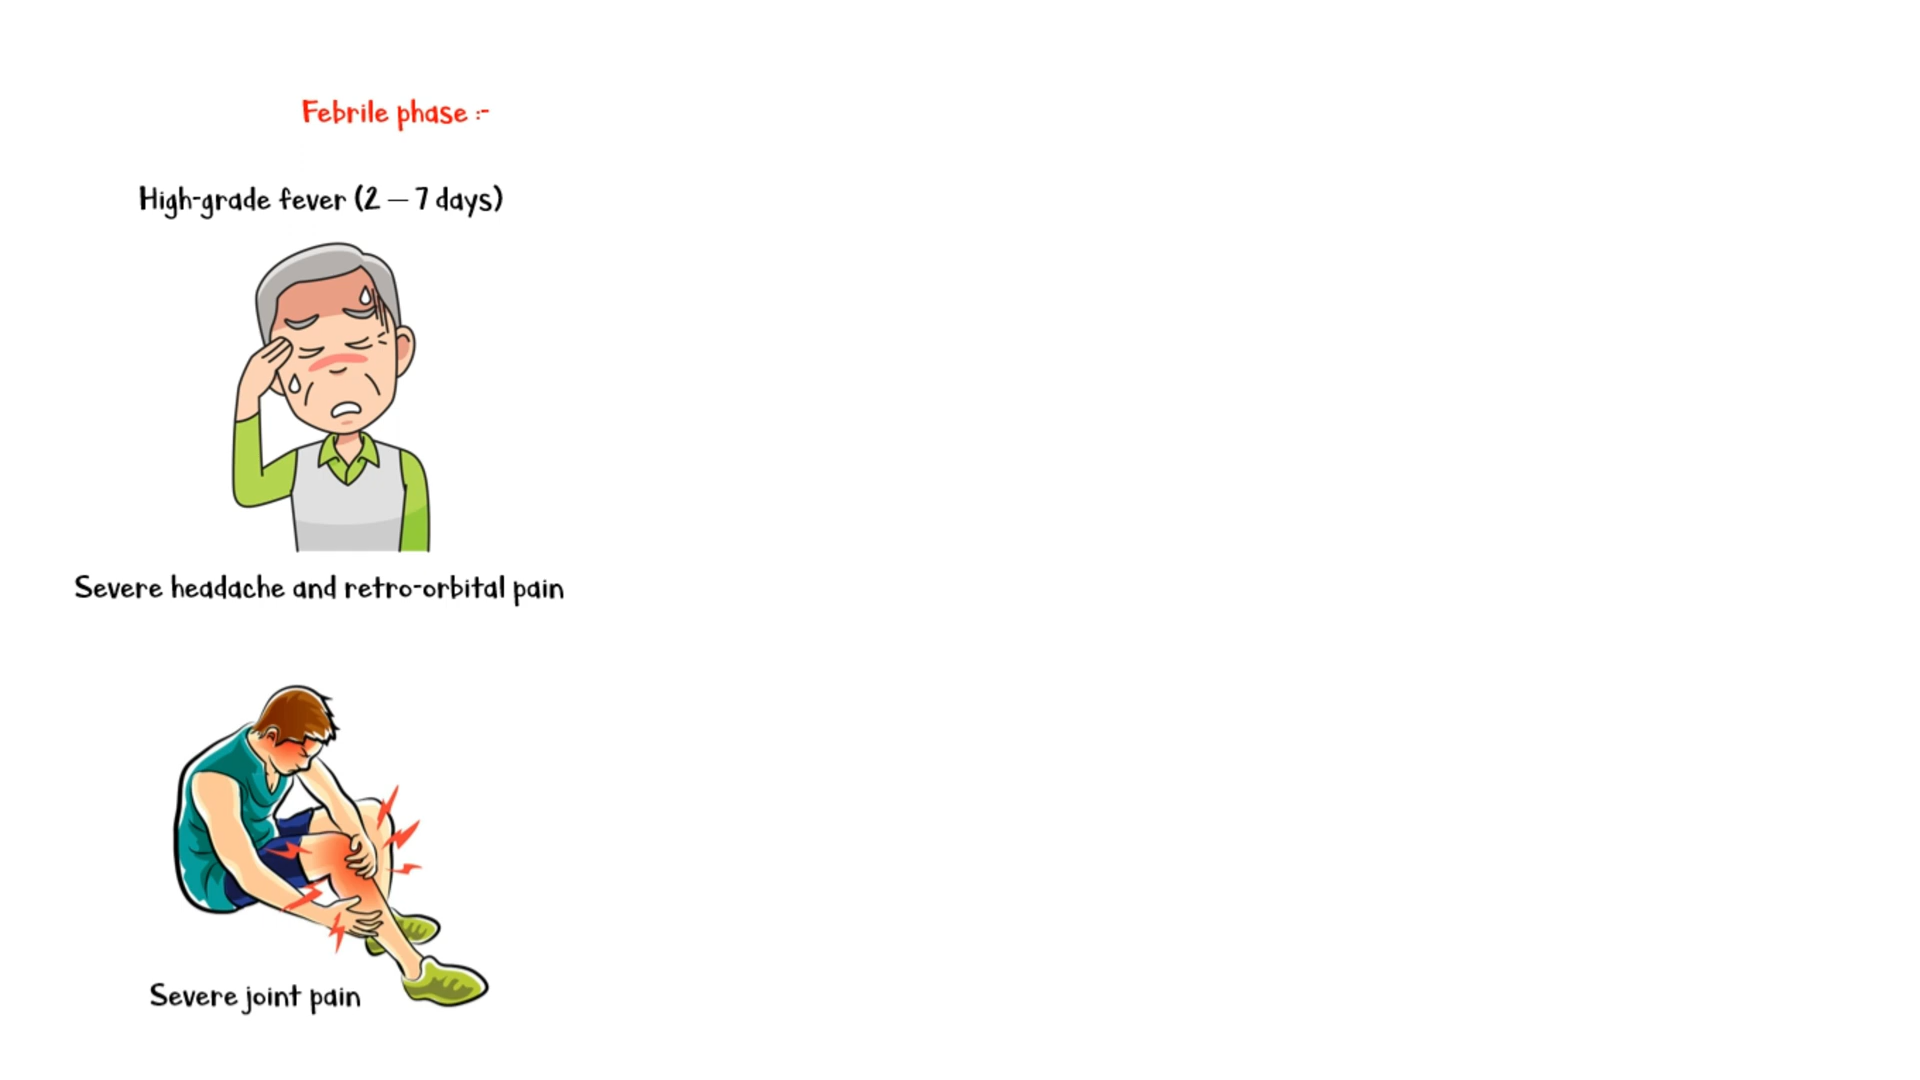 Febrile phase :-
High-grade fever (2 – 7 days)
Severe headache and retro-orbital pain
Severe joint pain